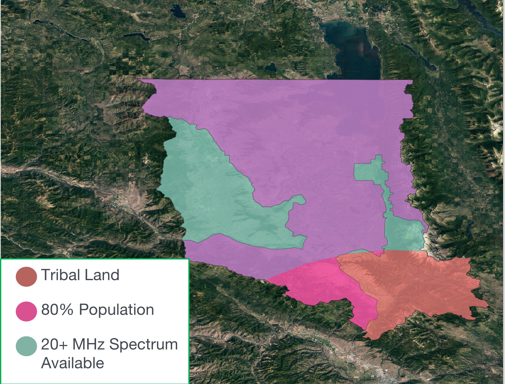 Tribal Land
80% Population
20+ MHz Spectrum
Available